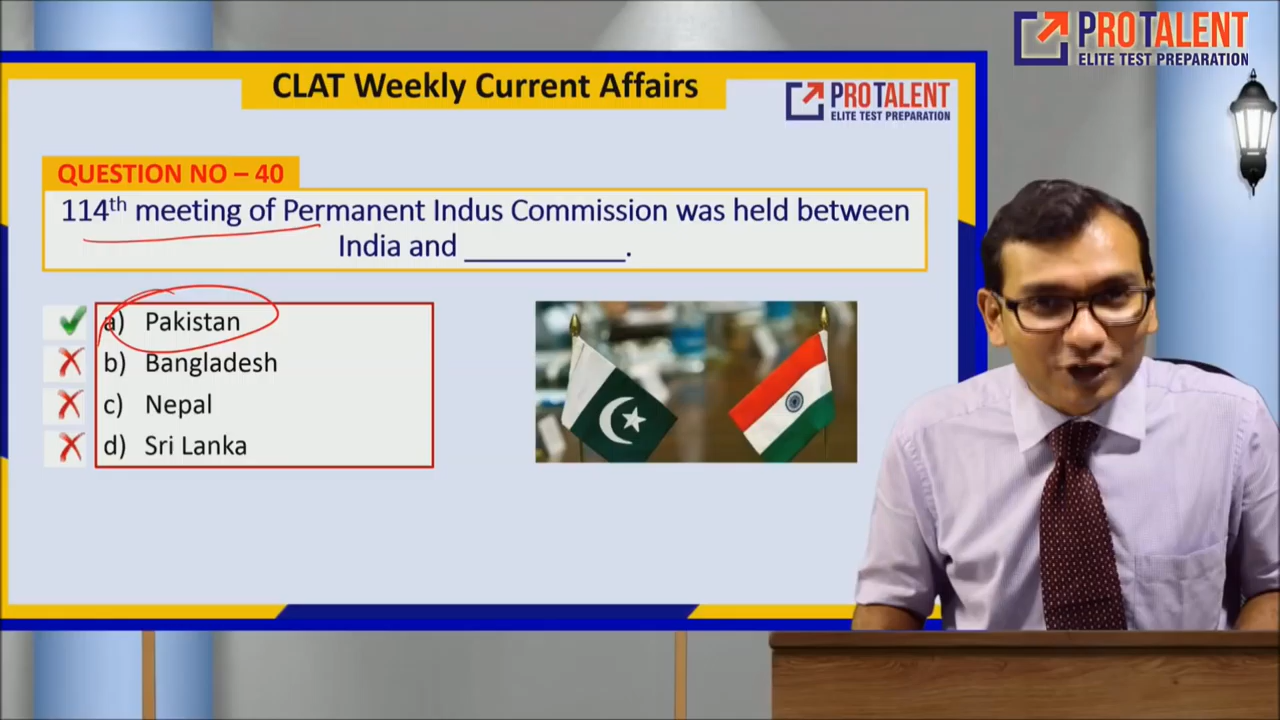 PROTALENT
ELITE TEST PREPARATION
CLAT Weekly Current Affairs
PROTALENT
ELITE TEST PREPARATION
QUESTION NO – 40
114th meeting of Permanent Indus Commission was held between
India and __________.
a) Pakistan
b) Bangladesh
c) Nepal
d) Sri Lanka